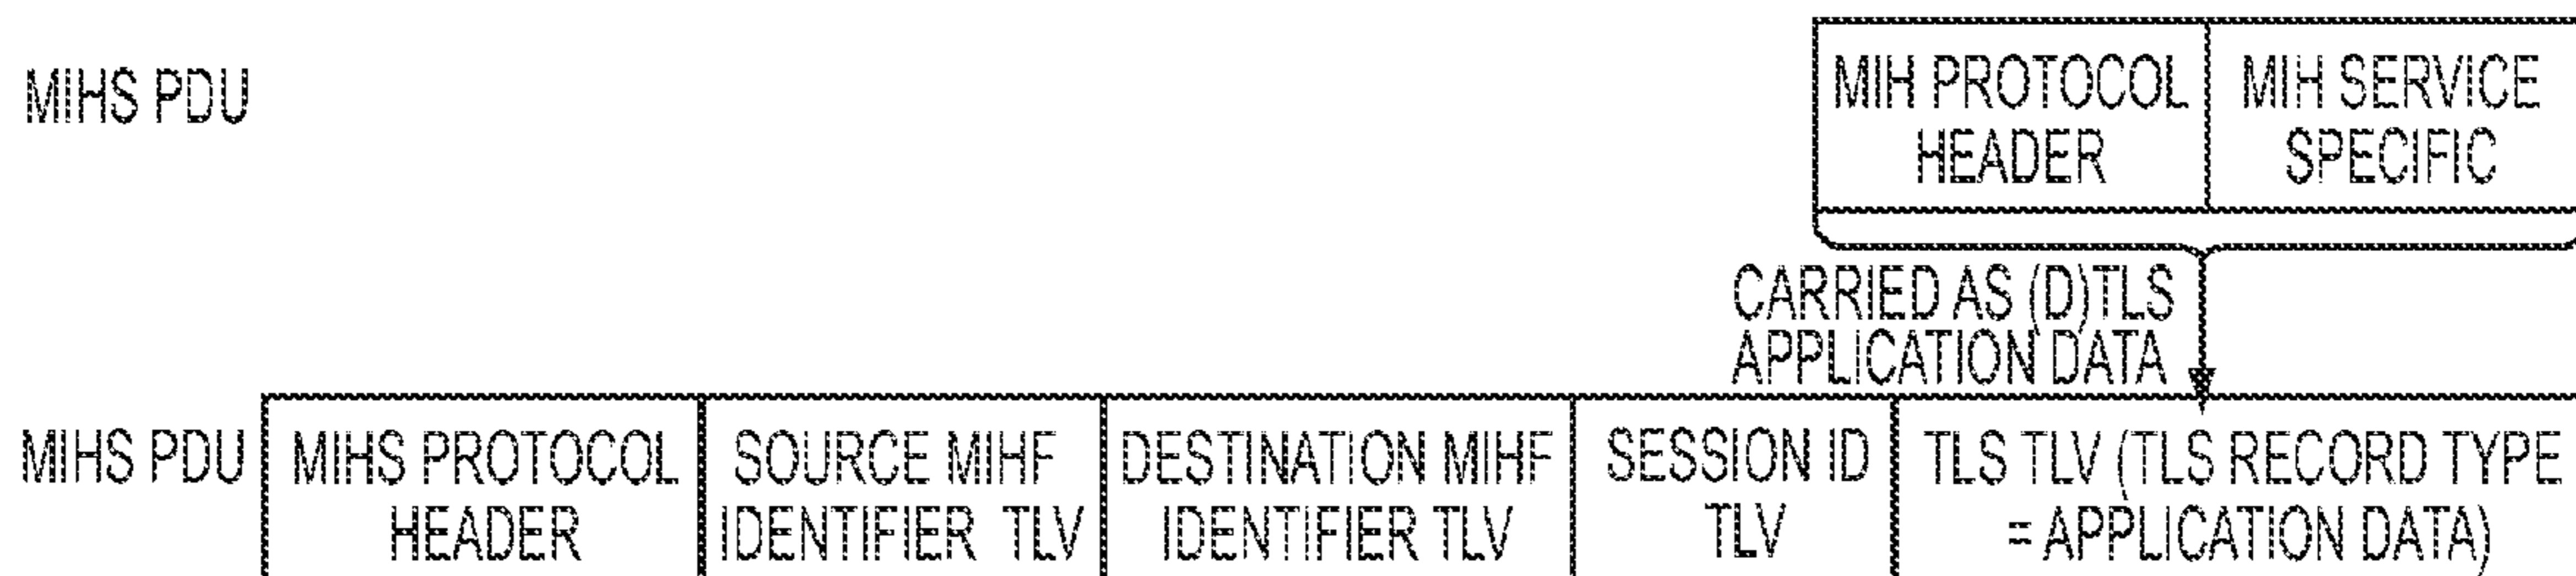 MIHS PDU
MIH PROTOCOL
HEADER
MIH SERVICE
SPECIFIC
CARRIED AS (D)TLS
APPLICATION DATA
MIHS PDU
MIHS PROTOCOL
HEADER
SOURCE MIHF
IDENTIFIER TLV
DESTINATION MIHF
IDENTIFIER TLV
SESSION ID
TLV
TLS TLV (TLS RECORD TYPE
= APPLICATION DATA)